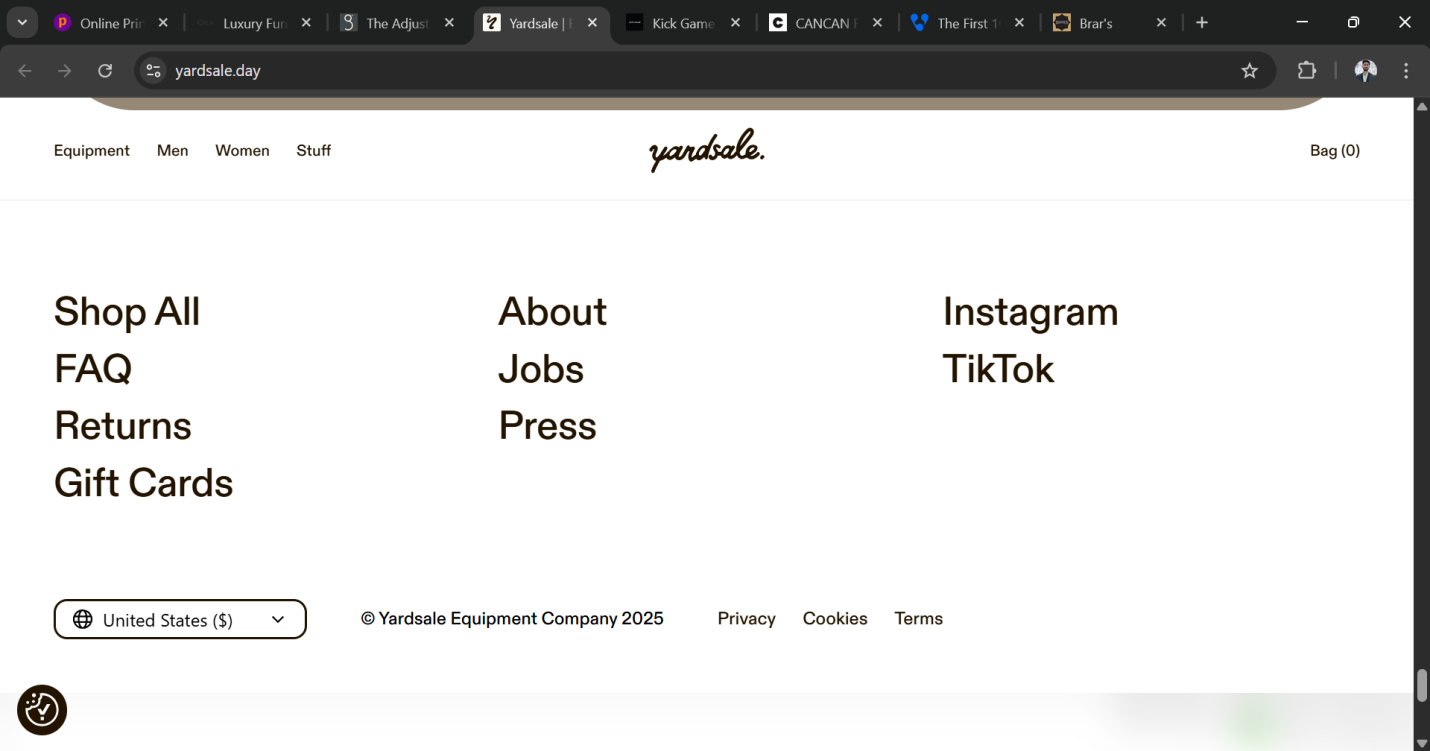 Online Prin
Luxury Fun
The Adjust
Yardsale |
Kick Game
CANCAN
The First 1
Brar's
yardsale.day
Equipment Men Women Stuff
yardsale.
Bag (0)
Shop All
FAQ
Returns
Gift Cards
About
Jobs
Press
Instagram
TikTok
United States ($)
© Yardsale Equipment Company 2025
Privacy Cookies Terms